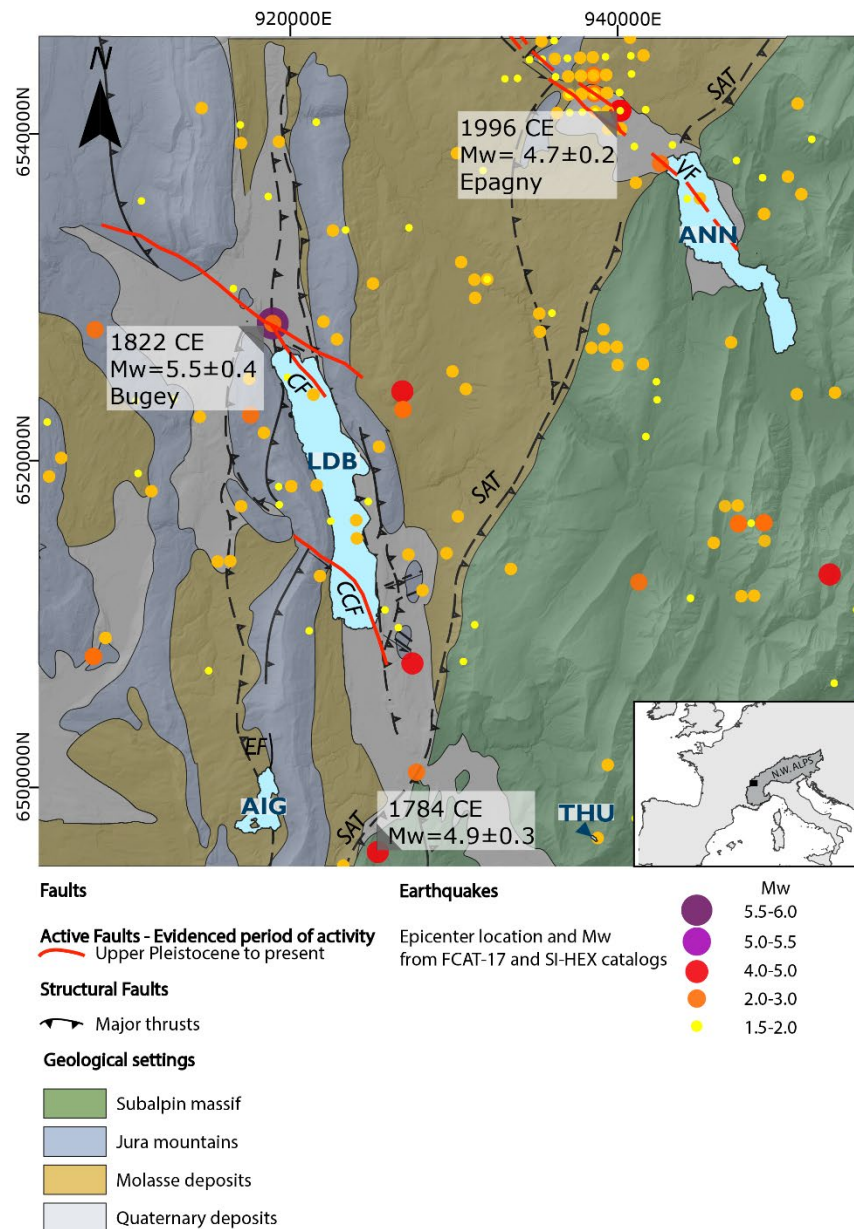 920000E
940000E
N
SAT
6540000N
1996 CE
Mw= 4.7±0.2
Epagny
VF
ANN
1822 CE
Mw=5.5±0.4
Bugey
CF
LDB
6520000N
SAT
CCF
EF
6500000N
AIG
SAT
1784 CE
Mw=4.9±0.3
THU
N.W. ALPS
Faults
Active Faults - Evidenced period of activity
Upper Pleistocene to present
Structural Faults
Major thrusts
Geological settings
Subalpin massif
Jura mountains
Molasse deposits
Quaternary deposits
Earthquakes
Epicenter location and Mw
from FCAT-17 and SI-HEX catalogs
Mw
5.5-6.0
5.0-5.5
4.0-5.0
2.0-3.0
1.5-2.0